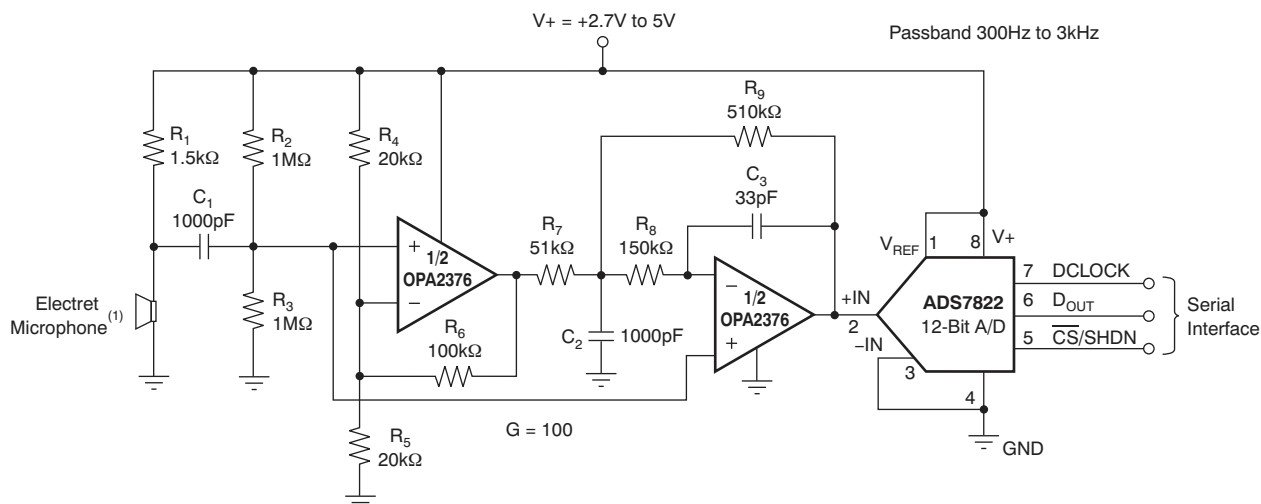 V+ = +2.7V to 5V
Passband 300Hz to 3kHz
R1
1.5kΩ
R2
1MΩ
R4
20kΩ
R9
510kΩ
C3
33pF
C1
1000pF
R7
51kΩ
R8
150kΩ
VREF
1
8
V+
+
1/2
OPA2376
−
−
1/2
OPA2376
+
7
DCLOCK
Electret
Microphone(1)
R3
1MΩ
R6
100kΩ
C2
1000pF
+IN
2
−IN
3
ADS7822
12-Bit A/D
6
DOUT
5
C̅S̅/SHDN
Serial
Interface
4
G = 100
R5
20kΩ
GND